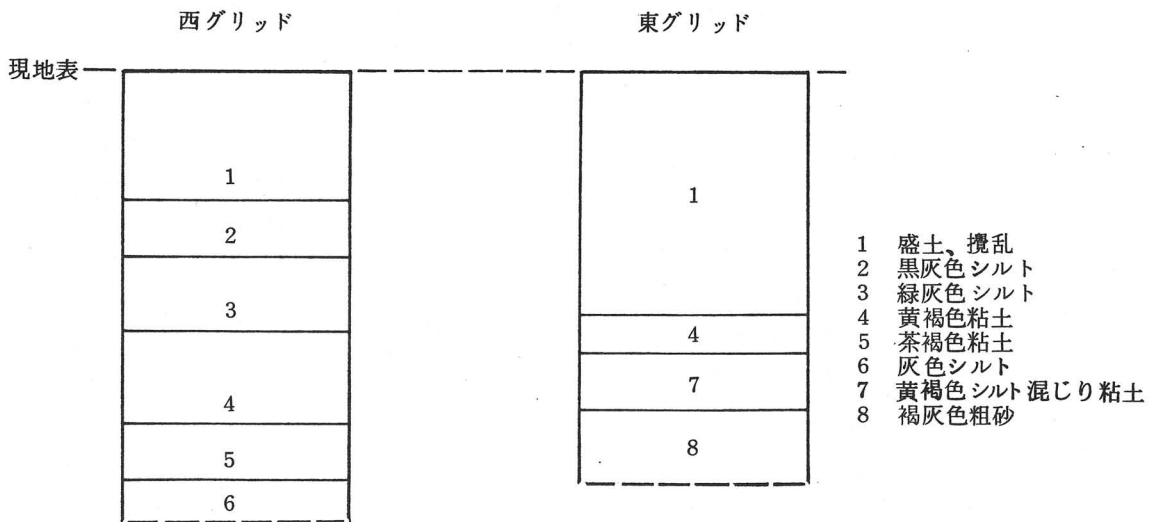 西グリッド
東グリッド
現地表
1
2
3
4
5
6
1
4
7
8
1 盛土、攪乱
2 黒灰色シルト
3 緑灰色シルト
4 黄褐色粘土
5 茶褐色粘土
6 灰色シルト
7 黄褐色シルト混じり粘土
8 褐灰色粗砂